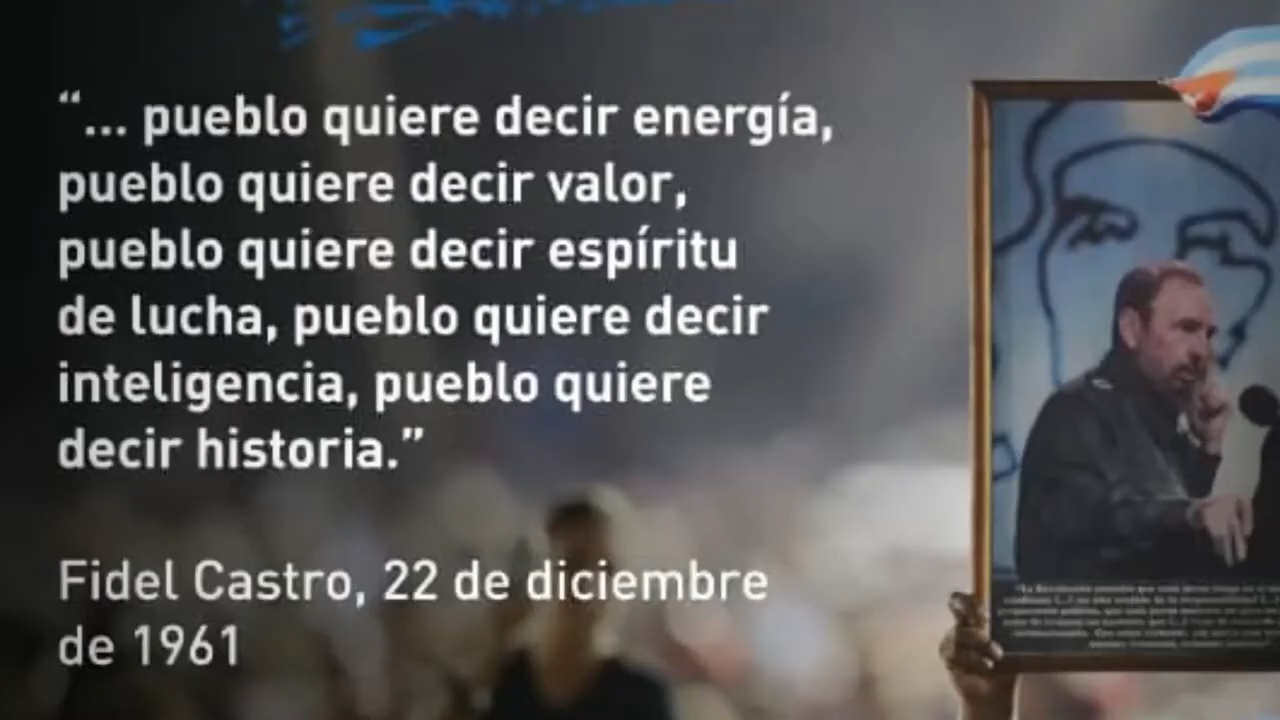 “... pueblo quiere decir energía,
pueblo quiere decir valor,
pueblo quiere decir espíritu
de lucha, pueblo quiere decir
inteligencia, pueblo quiere
decir historia.”
Fidel Castro, 22 de diciembre
de 1961